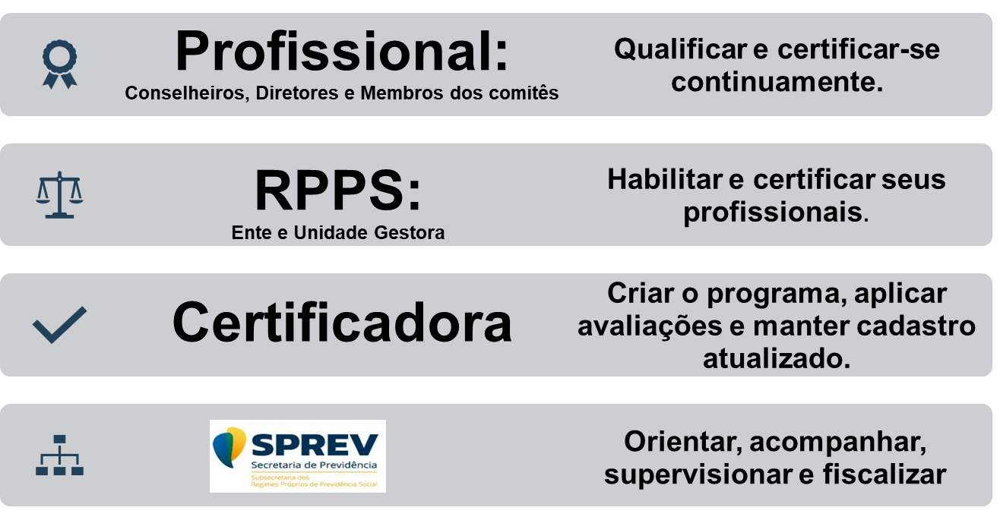 Profissional:
Conselheiros, Diretores e Membros dos comitês
Qualificar e certificar-se
continuamente.
RPPS:
Ente e Unidade Gestora
Habilitar e certificar seus
profissionais.
Certificadora
Criar o programa, aplicar
avaliações e manter cadastro
atualizado.
SPREV
Secretaria de Previdência
Subsecretaria dos
Regimes Próprios de Previdência Social
Orientar, acompanhar,
supervisionar e fiscalizar